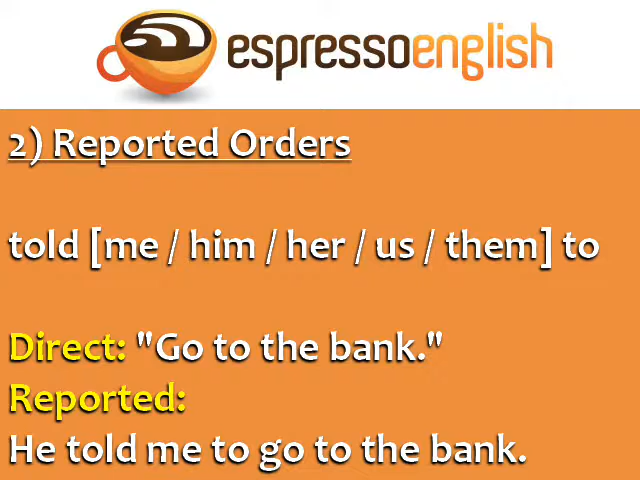 espressoenglish
2) Reported Orders
told [me / him / her / us / them] to
Direct: "Go to the bank."
Reported:
He told me to go to the bank.